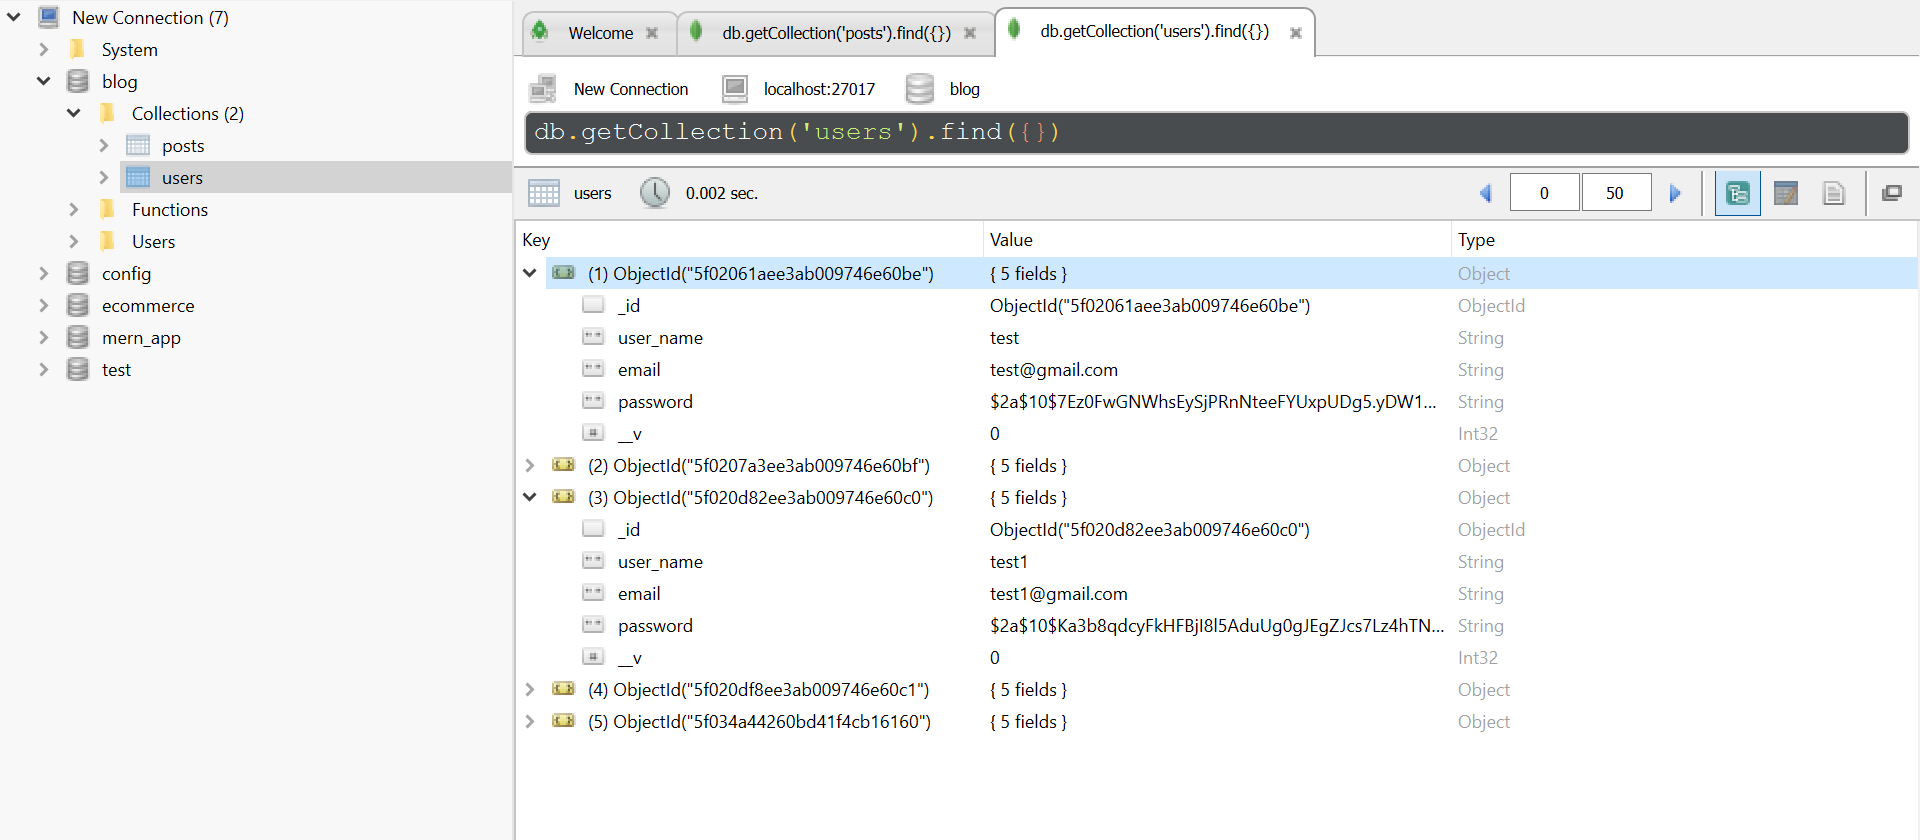 New Connection (7)
System
blog
Collections (2)
posts
users
Functions
Users
config
ecommerce
mern_app
test
Welcome
db.getCollection('posts').find({})
db.getCollection('users').find({})
New Connection localhost:27017 blog
db.getCollection('users').find({})
users 0.002 sec. 0 50
Key Value Type
(1) ObjectId("5f02061aee3ab009746e60be") { 5 fields } Object
_id ObjectId("5f02061aee3ab009746e60be") ObjectId
user_name test String
email test@gmail.com String
password $2a$10$7Ez0FwGNWhsEySjPRnNteeFYUxpUDg5.yDW1... String
__v 0 Int32
(2) ObjectId("5f0207a3ee3ab009746e60bf") { 5 fields } Object
(3) ObjectId("5f020d82ee3ab009746e60c0") { 5 fields } Object
_id ObjectId("5f020d82ee3ab009746e60c0") ObjectId
user_name test1 String
email test1@gmail.com String
password $2a$10$Ka3b8qdcyFkHFBjI8l5AduUg0gJEgZJcs7Lz4hTN... String
__v 0 Int32
(4) ObjectId("5f020df8ee3ab009746e60c1") { 5 fields } Object
(5) ObjectId("5f034a44260bd41f4cb16160") { 5 fields } Object